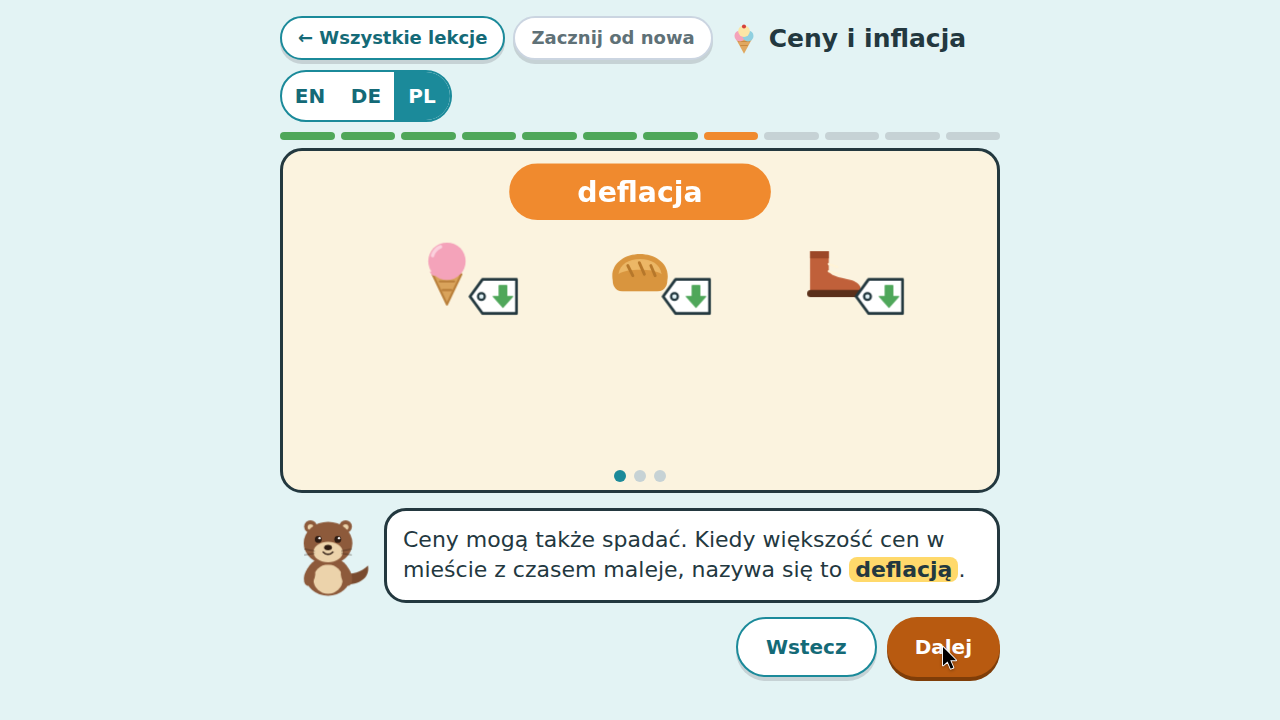 ← Wszystkie lekcje
Zacznij od nowa
Ceny i inflacja
EN DE PL
deflacja
Ceny mogą także spadać. Kiedy większość cen w
mieście z czasem maleje, nazywa się to deflacją.
Wstecz
Dalej